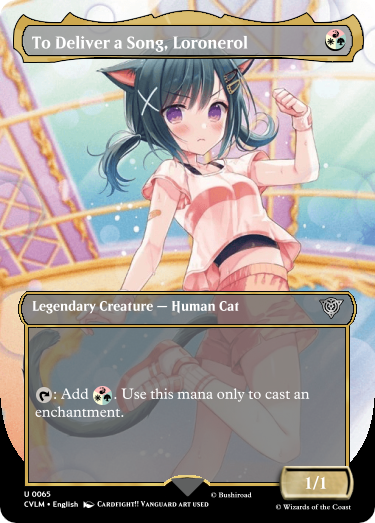 To Deliver a Song, Loronerol
Legendary Creature — Human Cat
: Add . Use this mana only to cast an
enchantment.
1/1
U 0065
© Bushiroad
CVLM • English CARDFIGHT!! VANGUARD ART USED
© Wizards of the Coast